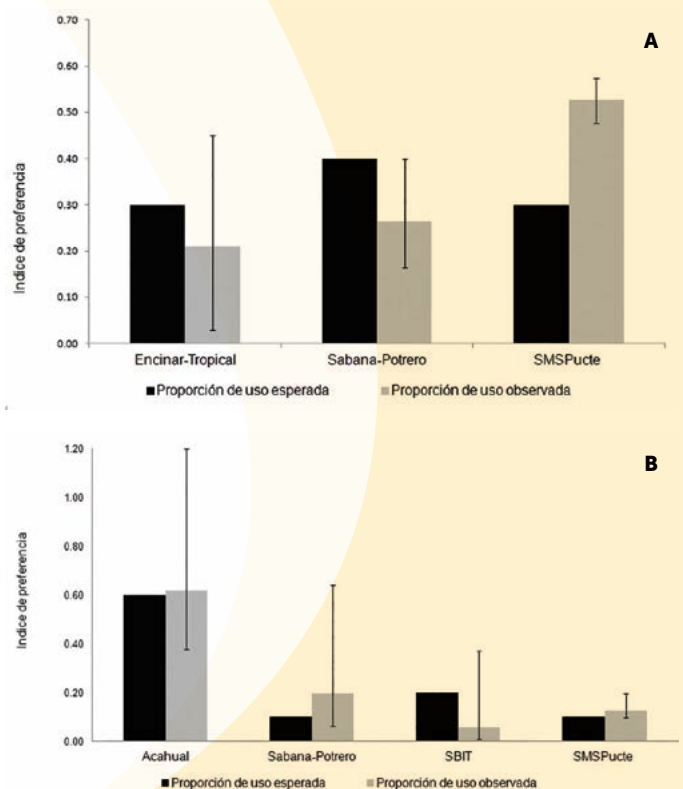 A
Indice de preferencia
0.70
0.60
0.50
0.40
0.30
0.20
0.10
0.00
Encinar-Tropical Sabana-Potrero SMSPucte
Proporción de uso esperada Proporción de uso observada
B
Indice de preferencia
1.20
1.00
0.80
0.60
0.40
0.20
0.00
Acahual Sabana-Potrero SBIT SMSPucte
Proporción de uso esperada Proporción de uso observada